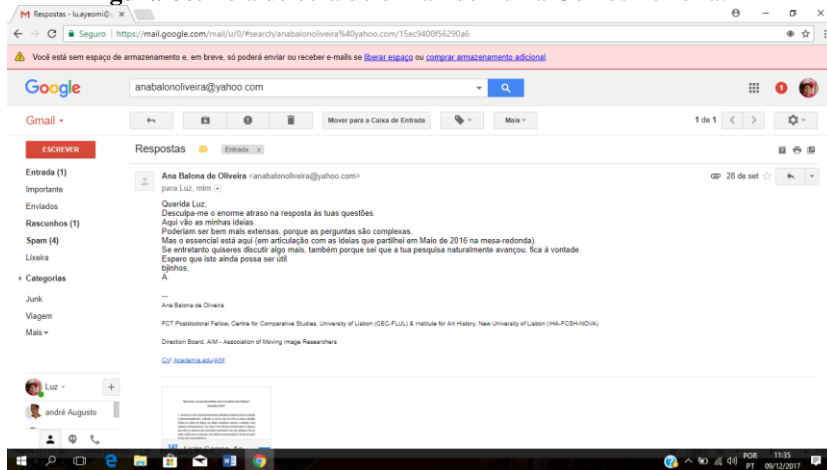 Respostas - lu.ayeomi@
Seguro | https://mail.google.com/mail/u/0/#search/anabalonoliveira%40yahoo.com/15ec9400f56290a6
Você está sem espaço de armazenamento e, em breve, só poderá enviar ou receber e-mails se liberar espaço ou comprar armazenamento adicional.
Google
anabalonoliveira@yahoo.com
1
Gmail
Mover para a Caixa de Entrada
Mais
1 de 1
ESCREVER
Respostas
Entrada x
Entrada (1)
Importante
Enviados
Rascunhos (1)
Spam (4)
Lixeira
Categorias
Junk
Viagem
Mais
Ana Balona de Oliveira <anabalonoliveira@yahoo.com>
28 de set
para Luz, mim
Querida Luz,
Desculpa-me o enorme atraso na resposta às tuas questões.
Aqui vão as minhas ideias.
Poderiam ser bem mais extensas, porque as perguntas são complexas.
Mas o essencial está aqui (em articulação com as ideias que partilhei em Maio de 2016 na mesa-redonda).
Se entretanto quiseres discutir algo mais, também porque sei que a tua pesquisa naturalmente avançou, fica à vontade.
Espero que isto ainda possa ser útil.
bjinhos,
A.
---
Ana Balona de Oliveira
FCT Postdoctoral Fellow, Centre for Comparative Studies, University of Lisbon (CEC-FLUL) & Institute for Art History, New University of Lisbon (IHA-FCSH-NOVA)
Direction Board, AIM - Association of Moving Image Researchers
CV/ Academia.edu/AIM
Luz
andré Augusto
POR
PT
11:35
09/12/2017